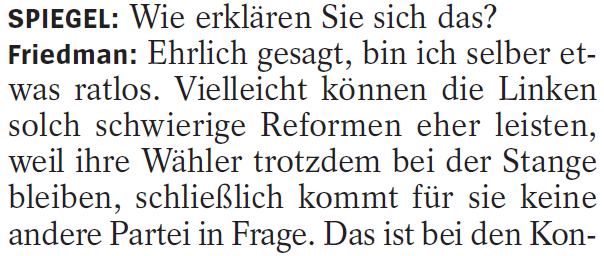 SPIEGEL: Wie erklären Sie sich das?
Friedman: Ehrlich gesagt, bin ich selber et-
was ratlos. Vielleicht können die Linken
solch schwierige Reformen eher leisten,
weil ihre Wähler trotzdem bei der Stange
bleiben, schließlich kommt für sie keine
andere Partei in Frage. Das ist bei den Kon-